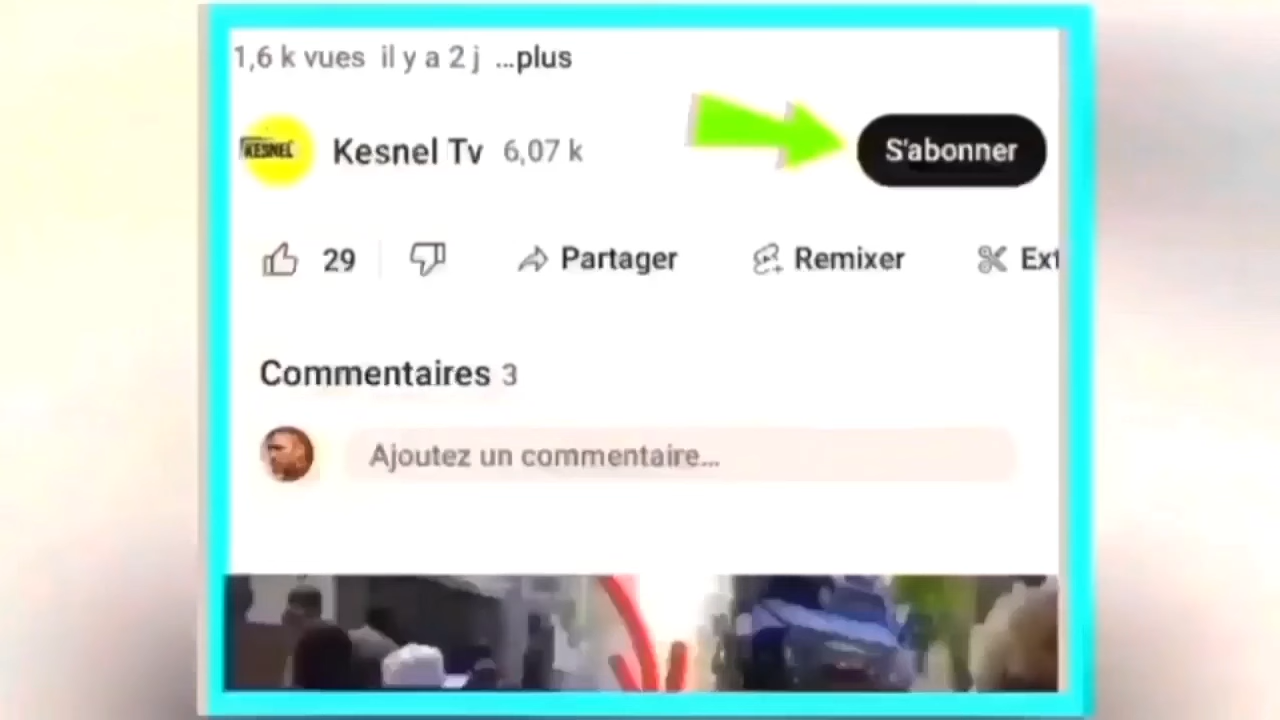 1,6 k vues il y a 2 j ...plus
KESNEL
Kesnel Tv 6,07 k
S'abonner
29
Partager
Remixer
Ext
Commentaires 3
Ajoutez un commentaire...